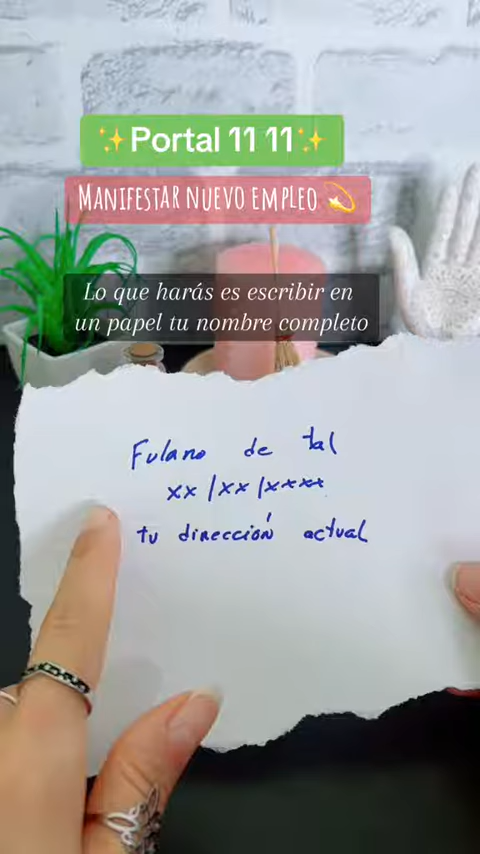 ✨Portal 11 11✨
MANIFESTAR NUEVO EMPLEO 💫
Lo que harás es escribir en
un papel tu nombre completo
Fulano de tal
xx/xx/xxxx
tu dirección actual